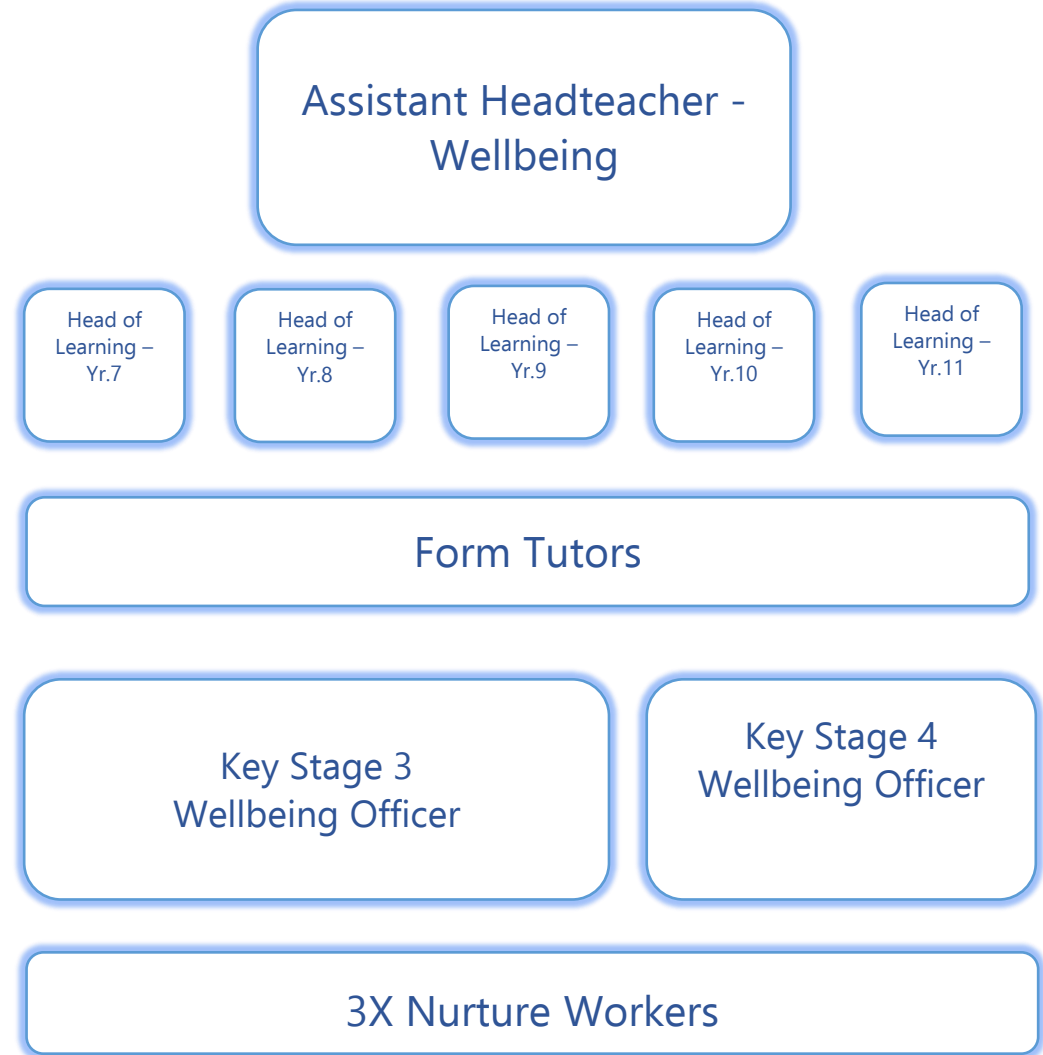 Assistant Headteacher -
Wellbeing
Head of
Learning –
Yr.7
Head of
Learning –
Yr.8
Head of
Learning –
Yr.9
Head of
Learning –
Yr.10
Head of
Learning –
Yr.11
Form Tutors
Key Stage 3
Wellbeing Officer
Key Stage 4
Wellbeing Officer
3X Nurture Workers